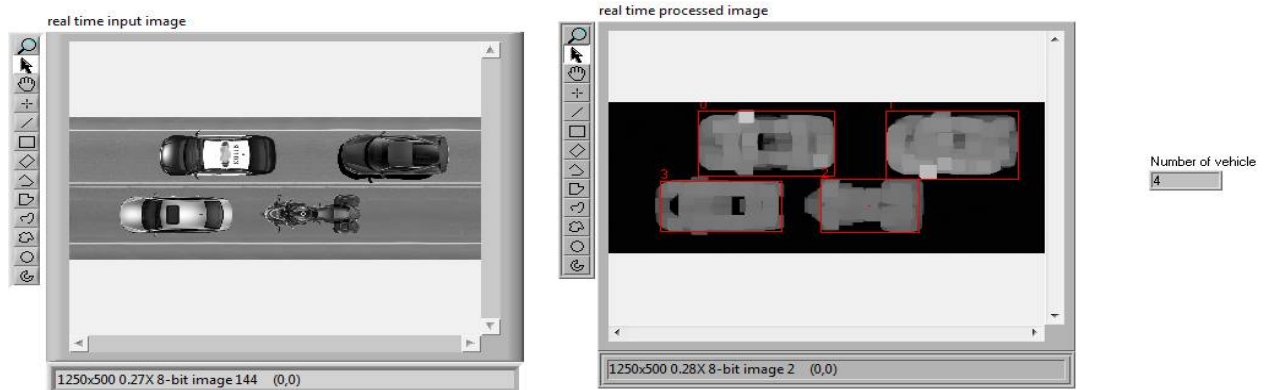 real time input image
1250x500 0.27X 8-bit image 144 (0,0)
real time processed image
0
1
3
2
1250x500 0.28X 8-bit image 2 (0,0)
Number of vehicle
4